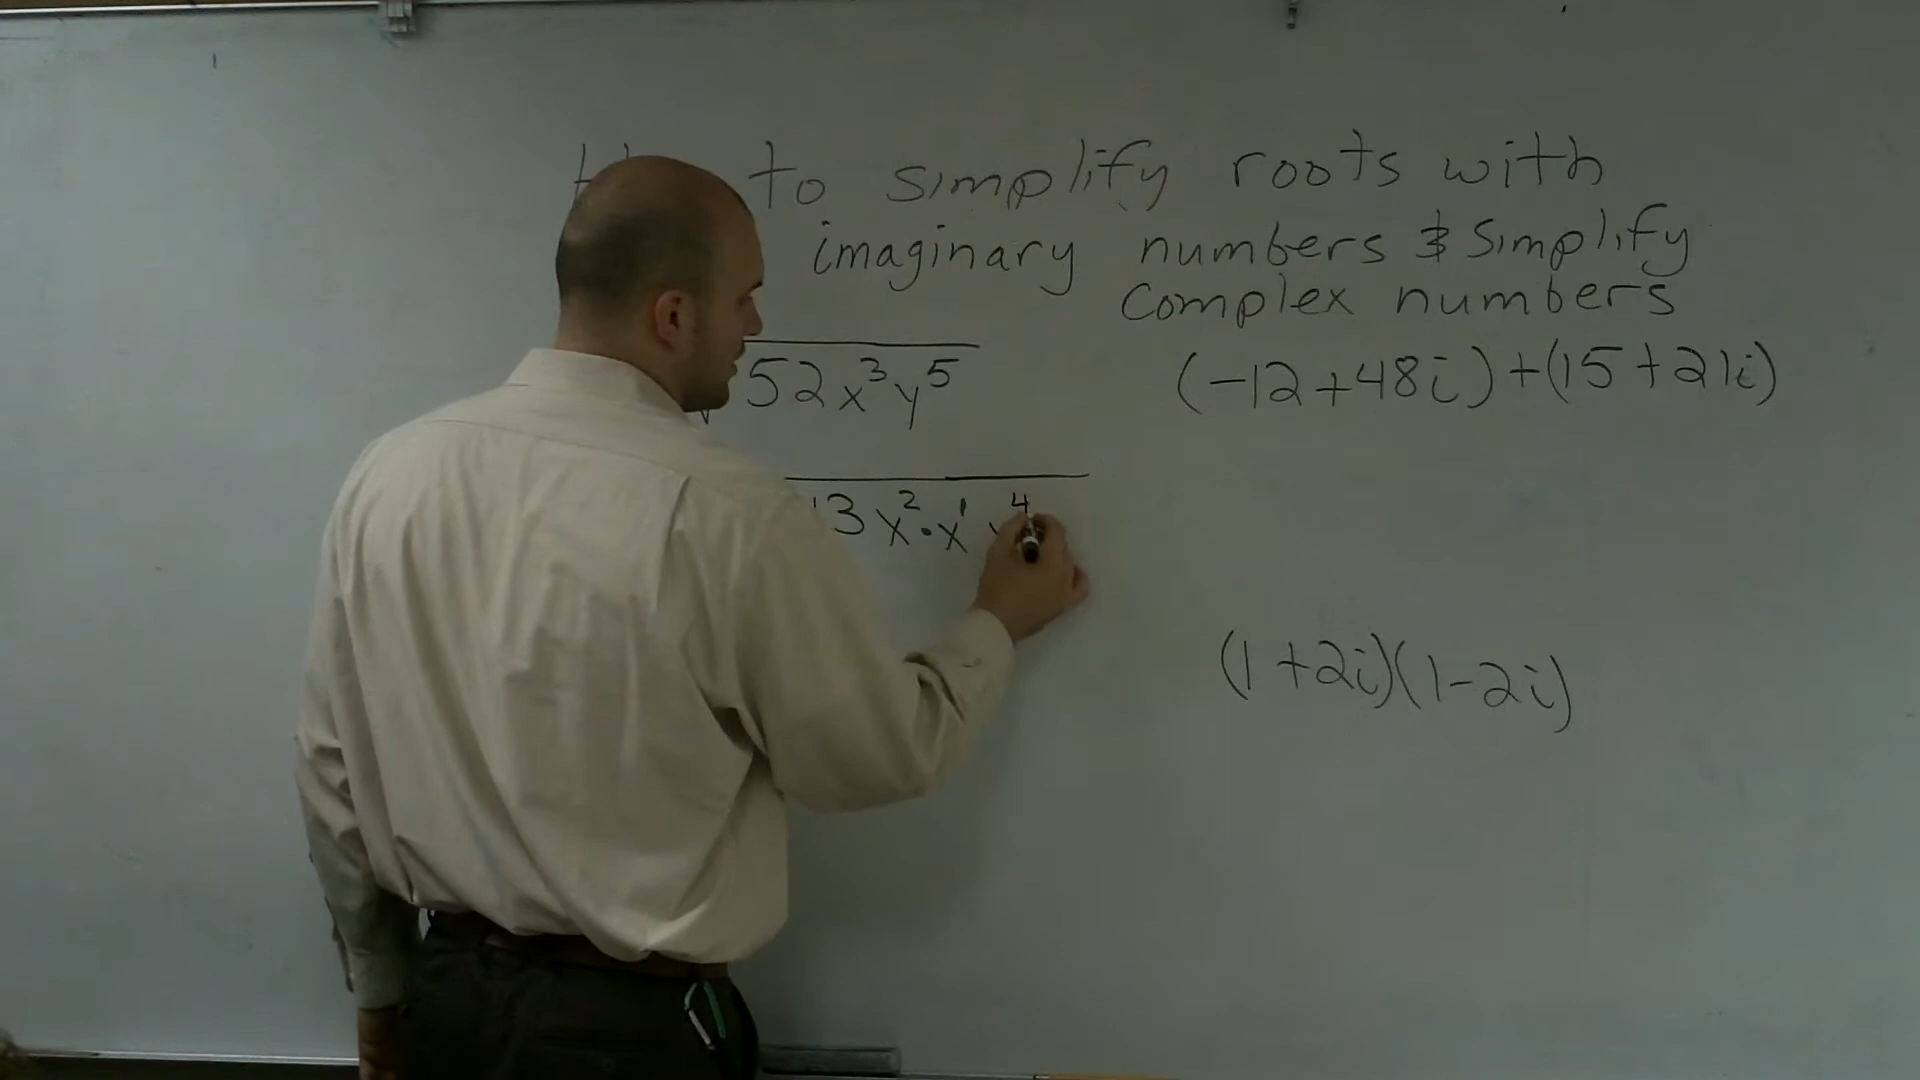 to simplify roots with
imaginary numbers & simplify
complex numbers
52x³y⁵
(-12+48i)+(15+21i)
3x²·x¹ 4
(1+2i)(1-2i)